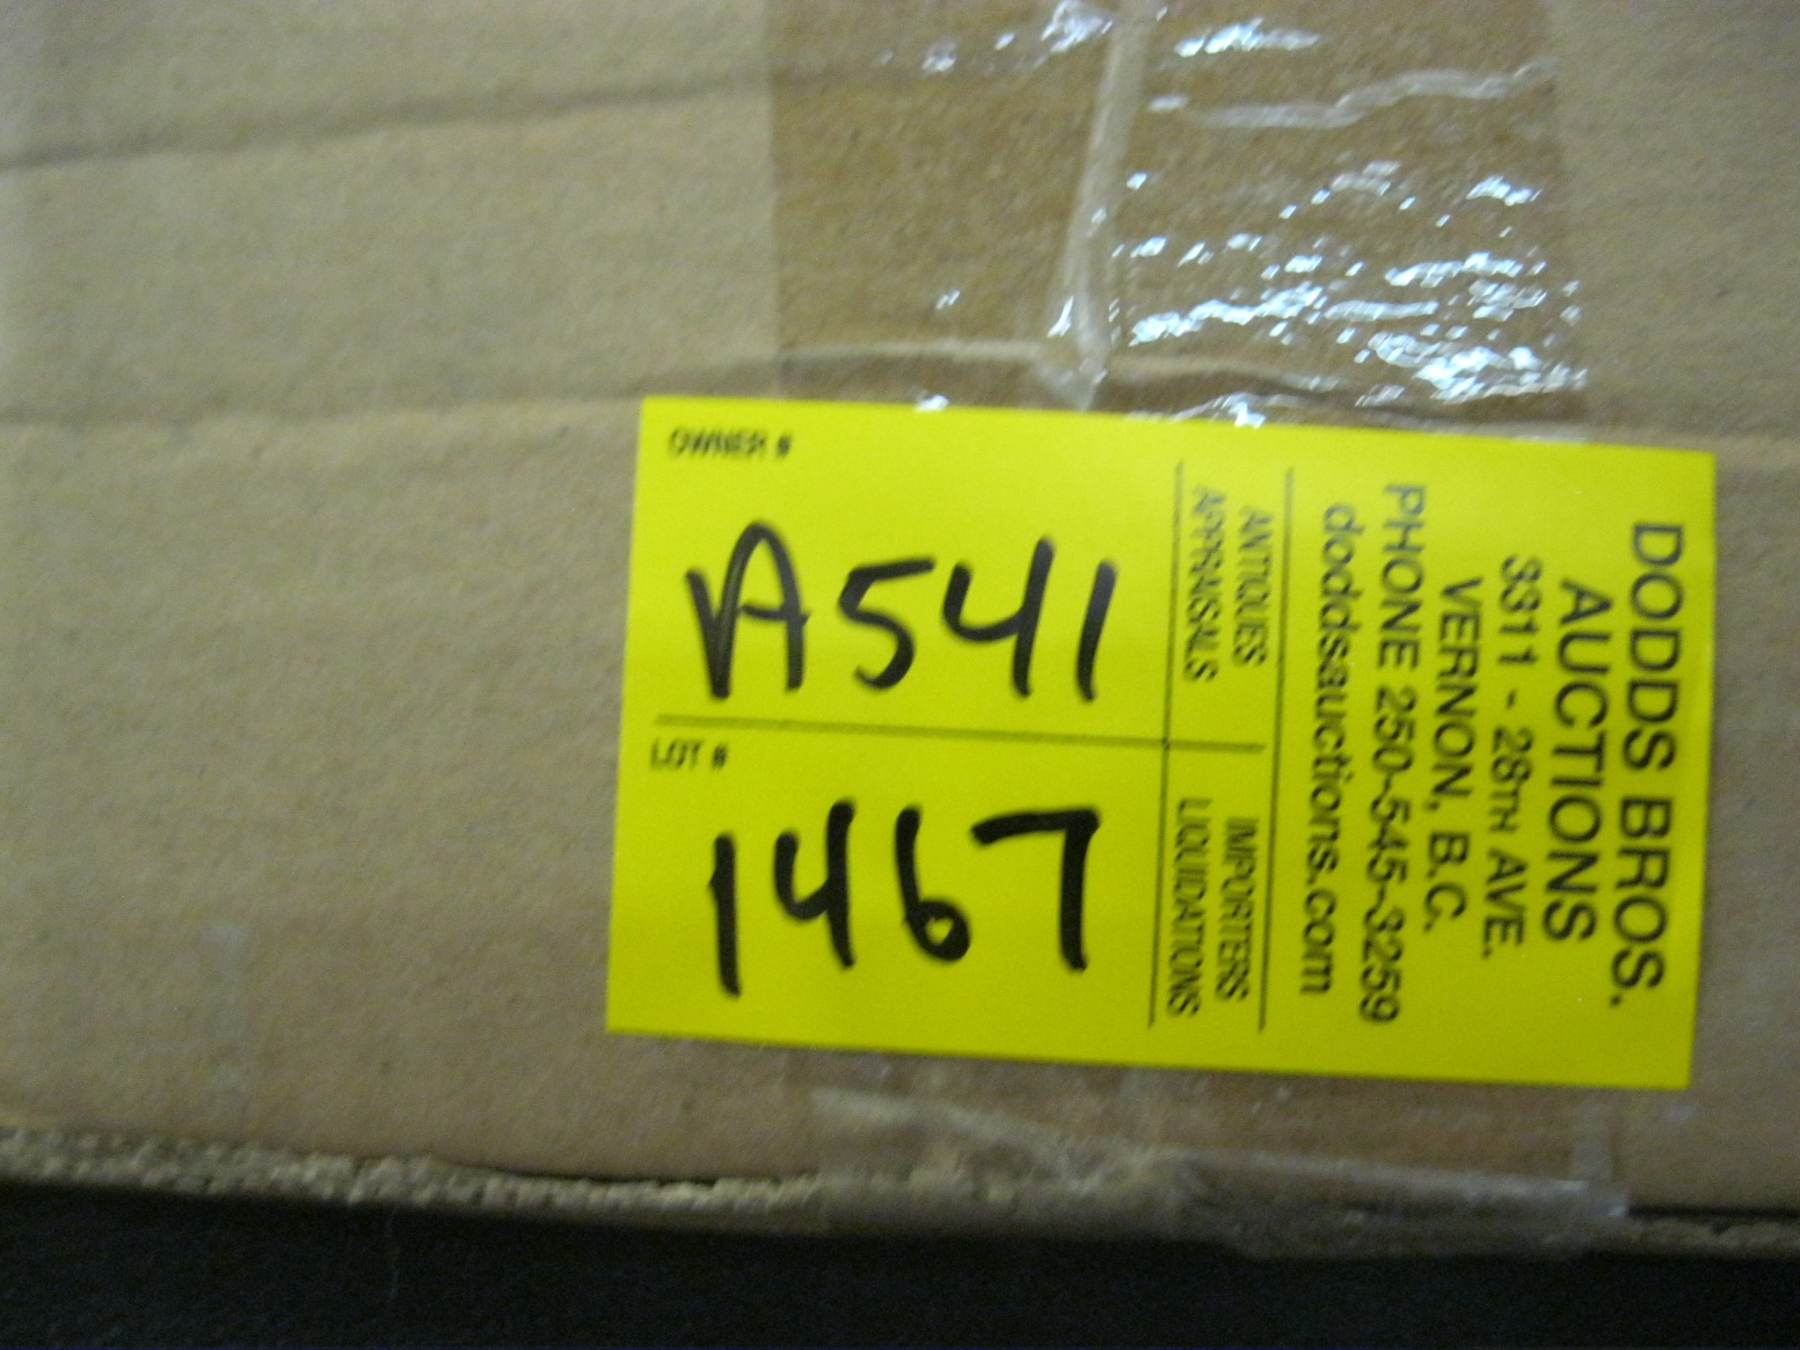 DODDS BROS.
AUCTIONS
3311 - 28TH AVE.
VERNON, B.C.
PHONE 250-545-3259
doddsauctions.com
ANTIQUES
APPRAISALS
IMPORTERS
LIQUIDATIONS
OWNER #
A541
LOT #
1467